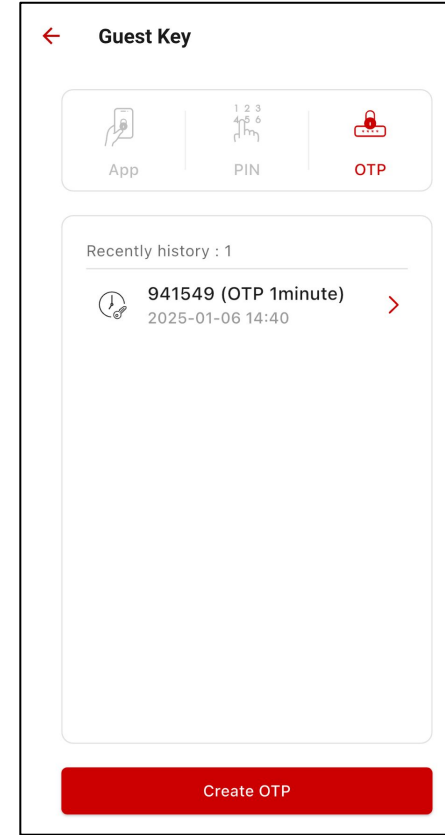 Guest Key
1 2 3
4 5 6
App
PIN
OTP
Recently history : 1
941549 (OTP 1minute)
2025-01-06 14:40
Create OTP